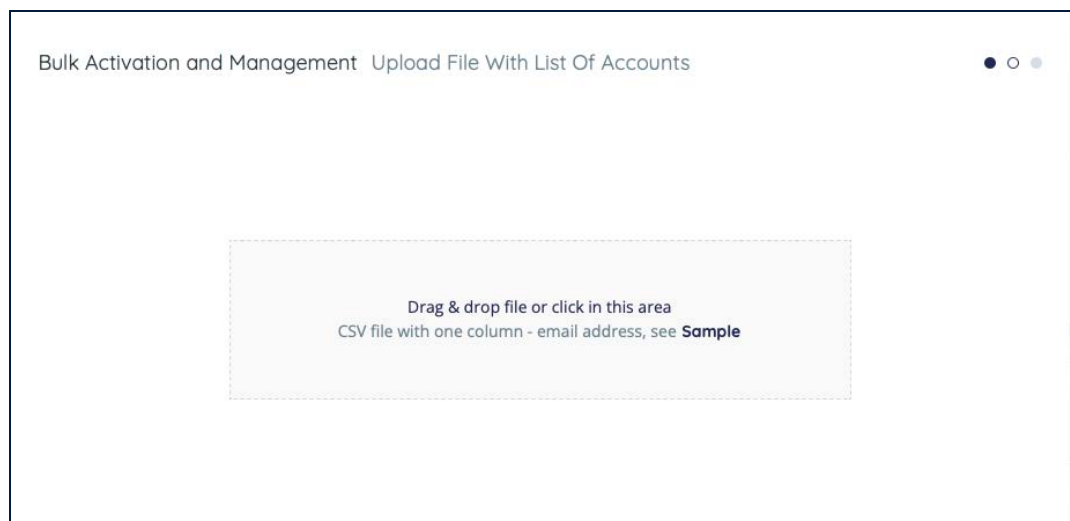 Bulk Activation and Management Upload File With List Of Accounts
Drag & drop file or click in this area
CSV file with one column - email address, see Sample